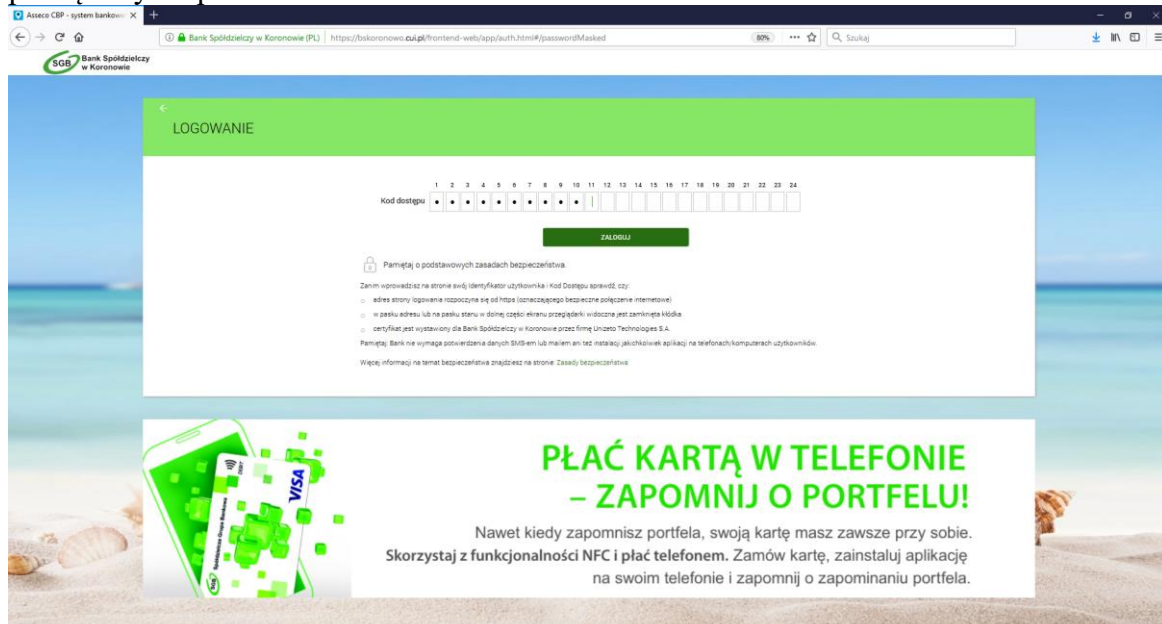 Asseco CBP - system bankow
Bank Spółdzielczy w Koronowie (PL)
https://bskoronowo.cui.pl/frontend-web/app/auth.html#/passwordMasked
80%
Szukaj
SGB
Bank Spółdzielczy
w Koronowie
LOGOWANIE
1 2 3 4 5 6 7 8 9 10 11 12 13 14 15 16 17 18 19 20 21 22 23 24
Kod dostępu
ZALOGUJ
Pamiętaj o podstawowych zasadach bezpieczeństwa.
Zanim wprowadzisz na stronie swój Identyfikator użytkownika i Kod Dostępu sprawdź, czy:
adres strony logowania rozpoczyna się od https (oznaczającego bezpieczne połączenie internetowe)
w pasku adresu lub na pasku stanu w dolnej części ekranu przeglądarki widoczna jest zamknięta kłódka
certyfikat jest wystawiony dla Bank Spółdzielczy w Koronowie przez firmę Unizeto Technologies S.A.
Pamiętaj: Bank nie wymaga potwierdzenia danych SMS-em lub mailem ani też instalacji jakichkolwiek aplikacji na telefonach/komputerach użytkowników.
Więcej informacji na temat bezpieczeństwa znajdziesz na stronie: Zasady bezpieczeństwa
PŁAĆ KARTĄ W TELEFONIE
– ZAPOMNIJ O PORTFELU!
Nawet kiedy zapomnisz portfela, swoją kartę masz zawsze przy sobie.
Skorzystaj z funkcjonalności NFC i płać telefonem. Zamów kartę, zainstaluj aplikację
na swoim telefonie i zapomnij o zapominaniu portfela.
DEBIT
VISA
SGB
Spółdzielcza Grupa Bankowa